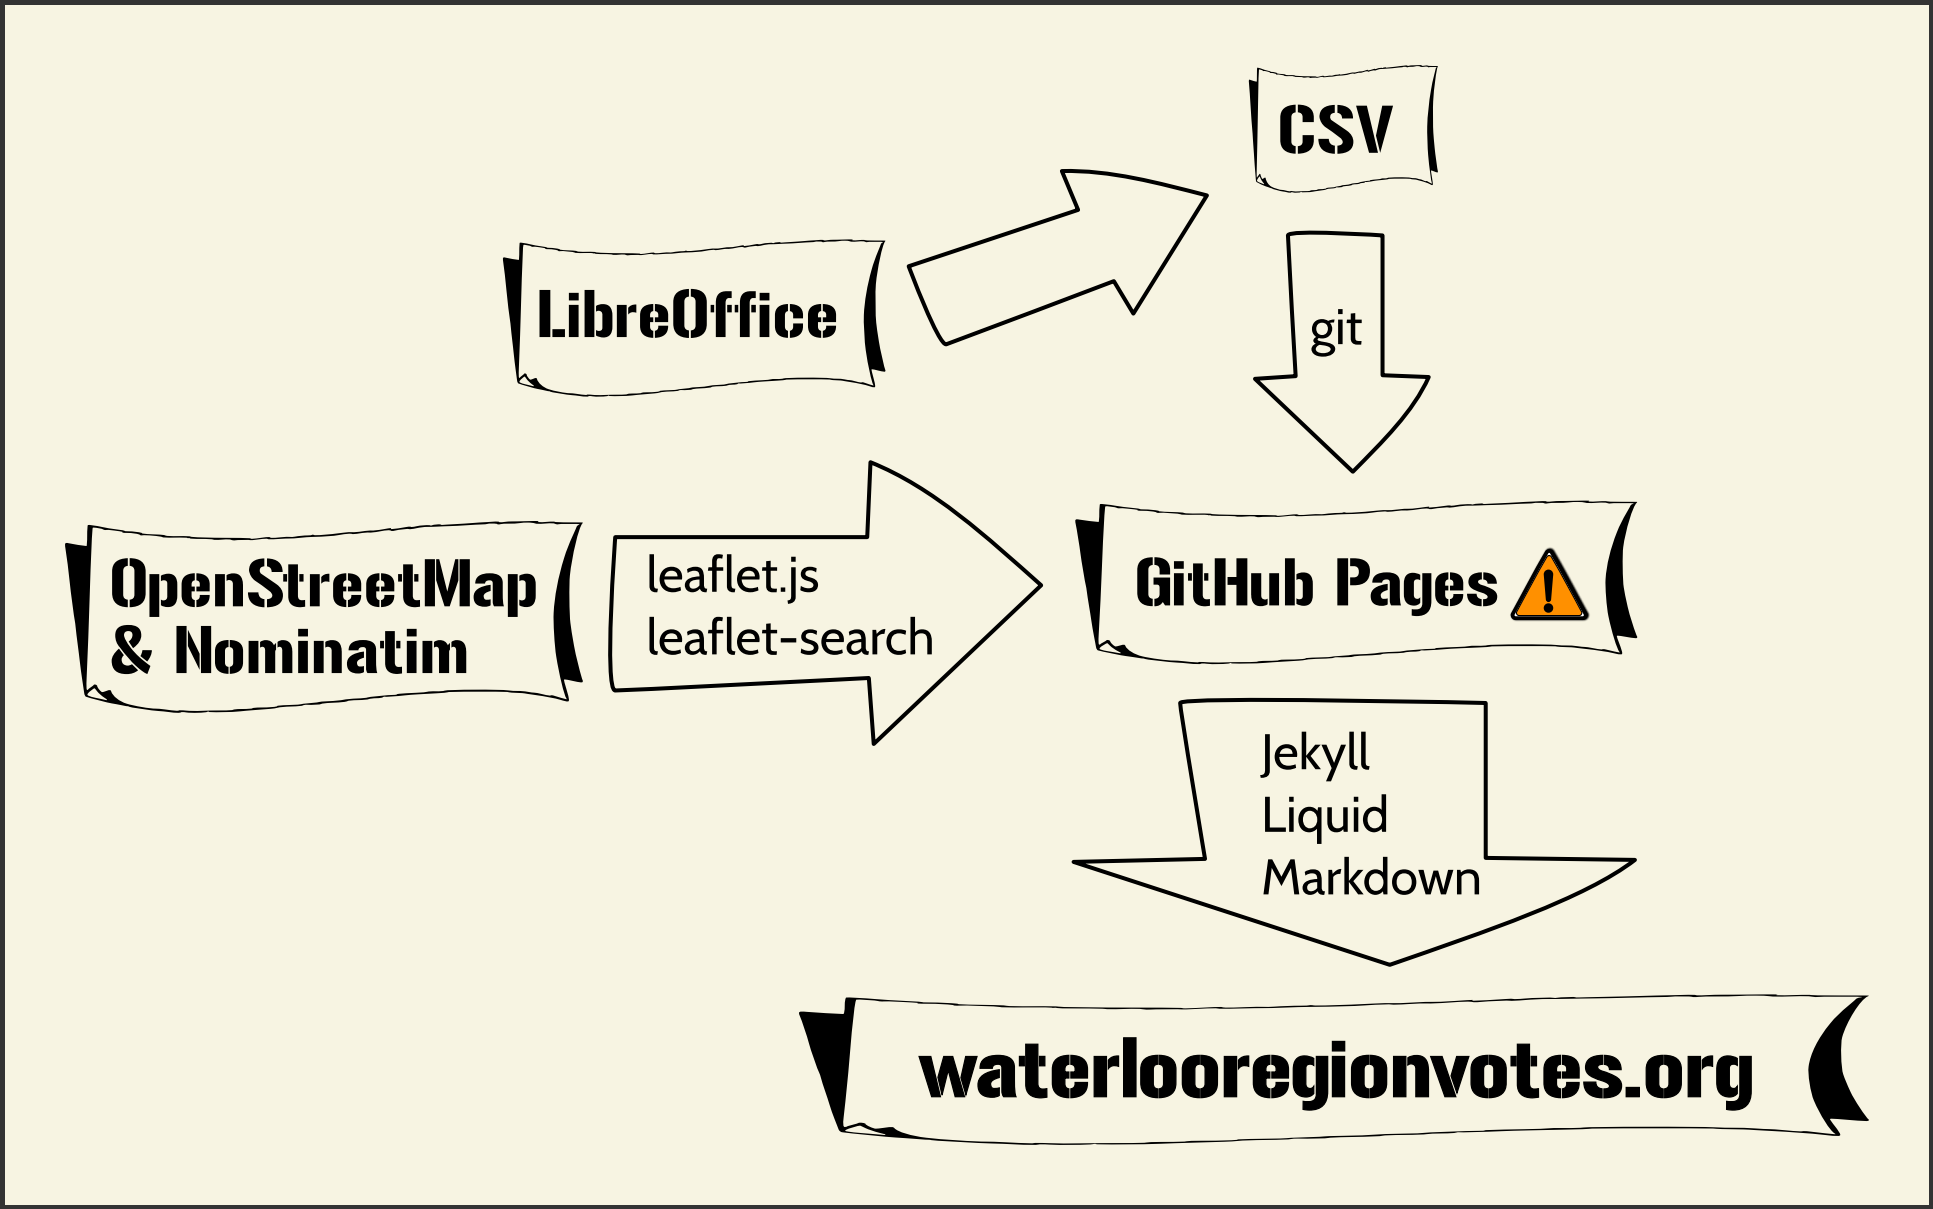 CSV
LibreOffice
git
OpenStreetMap
& Nominatim
leaflet.js
leaflet-search
GitHub Pages
Jekyll
Liquid
Markdown
waterlooregionvotes.org